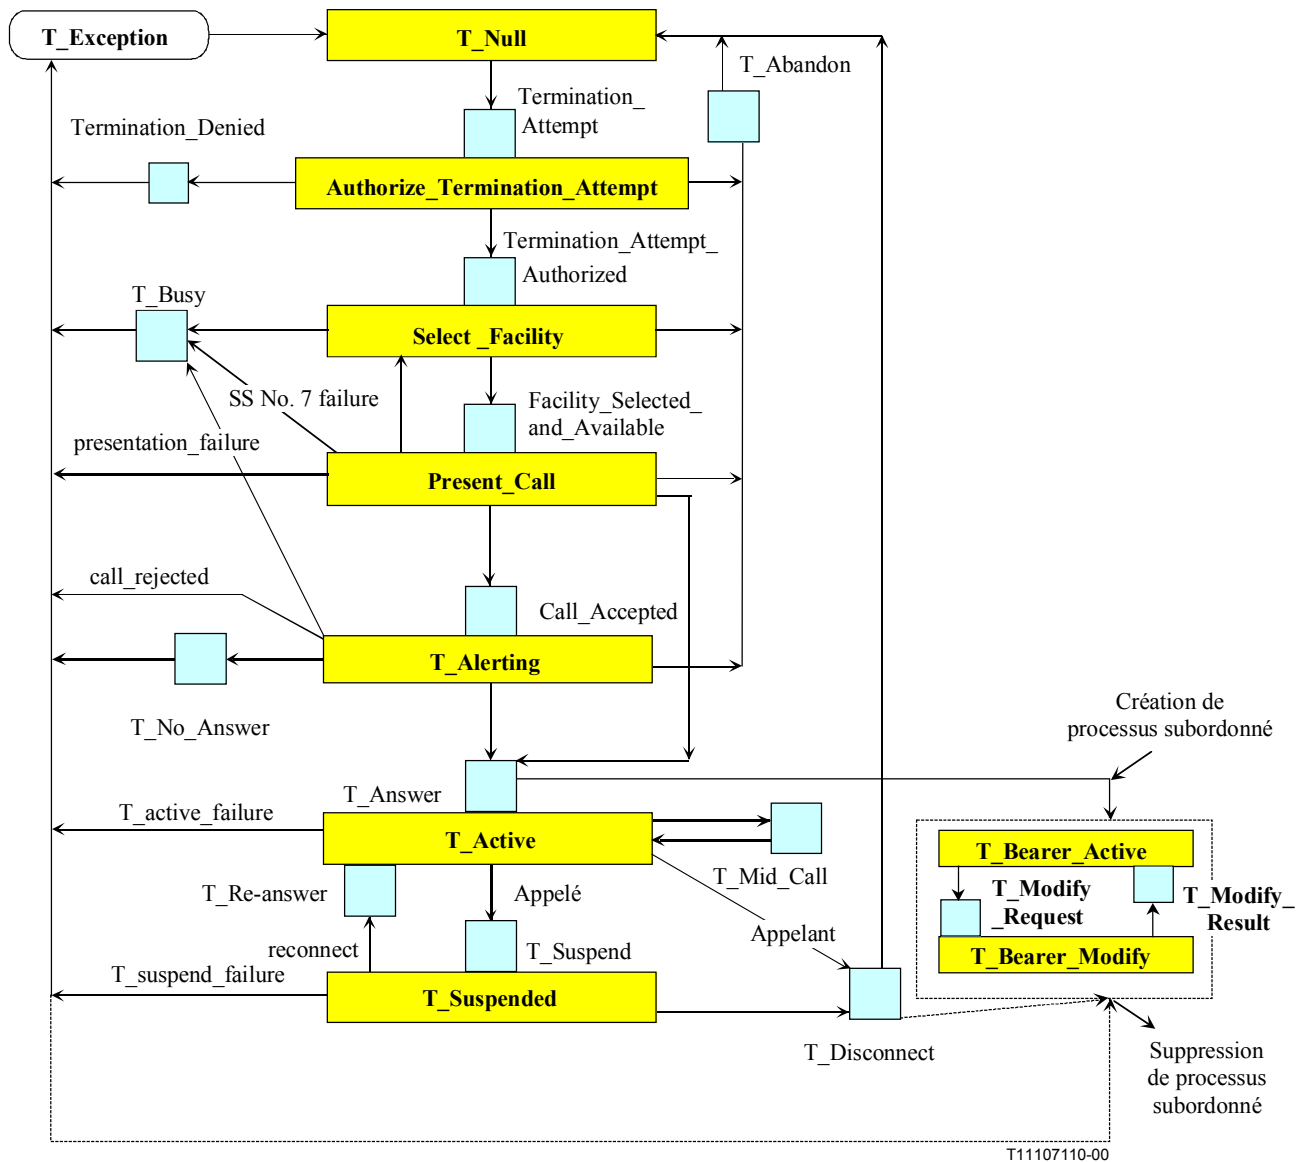 T_Exception
T_Null
T_Abandon
Termination_
Attempt
Termination_Denied
Authorize_Termination_Attempt
Termination_Attempt_
Authorized
T_Busy
Select _Facility
SS No. 7 failure
Facility_Selected_
and_Available
presentation_failure
Present_Call
call_rejected
Call_Accepted
T_Alerting
T_No_Answer
Création de
processus subordonné
T_Answer
T_active_failure
T_Active
T_Mid_Call
T_Bearer_Active
T_Re-answer
Appelé
T_Modify
_Request
T_Modify_
Result
Appelant
reconnect
T_Suspend
T_Bearer_Modify
T_suspend_failure
T_Suspended
T_Disconnect
Suppression
de processus
subordonné
T11107110-00